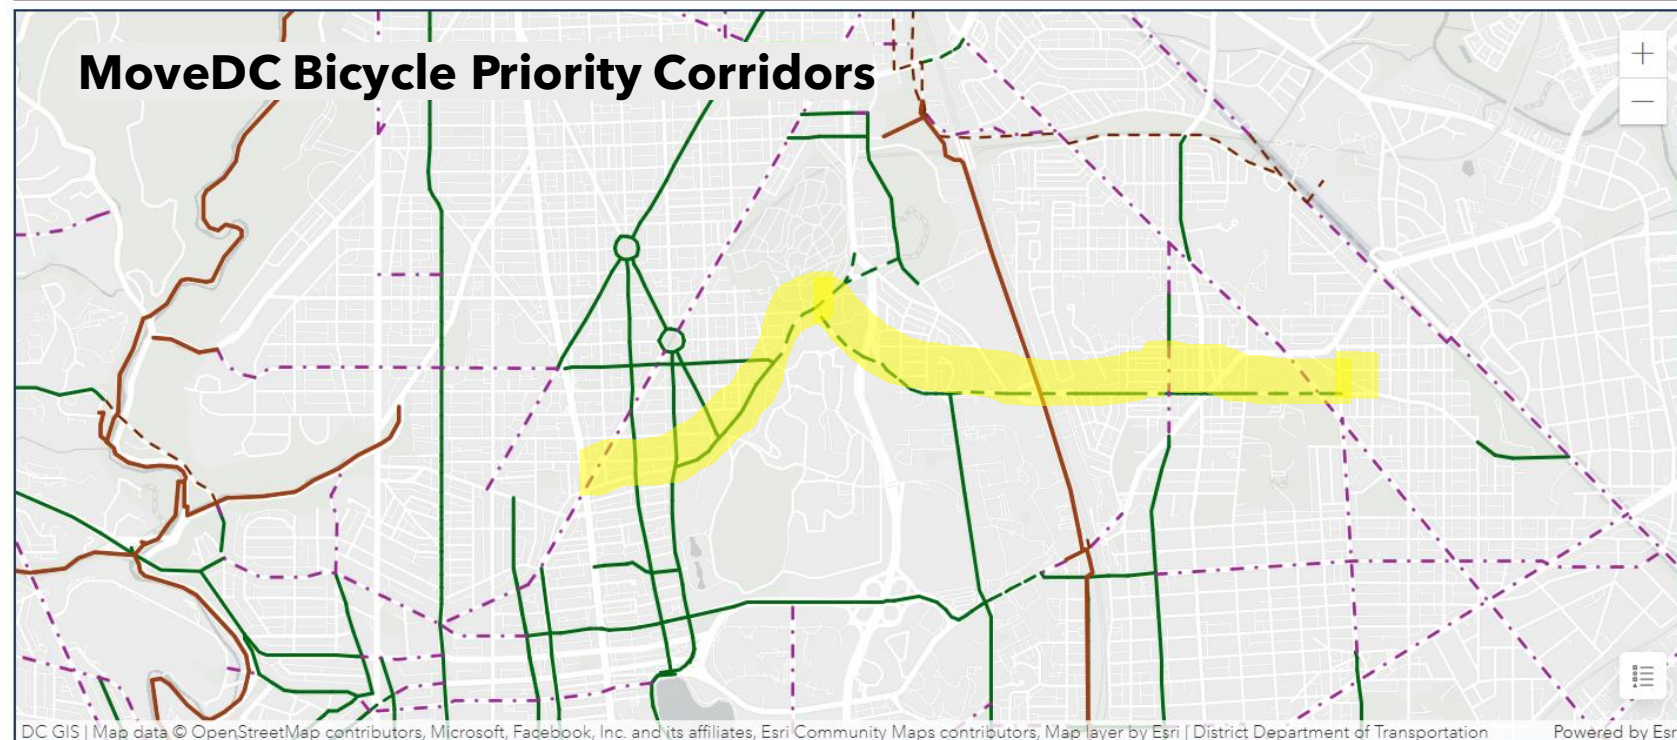 MoveDC Bicycle Priority Corridors
+
−
DC GIS | Map data © OpenStreetMap contributors, Microsoft, Facebook, Inc. and its affiliates, Esri Community Maps contributors, Map layer by Esri | District Department of Transportation Powered by Esri